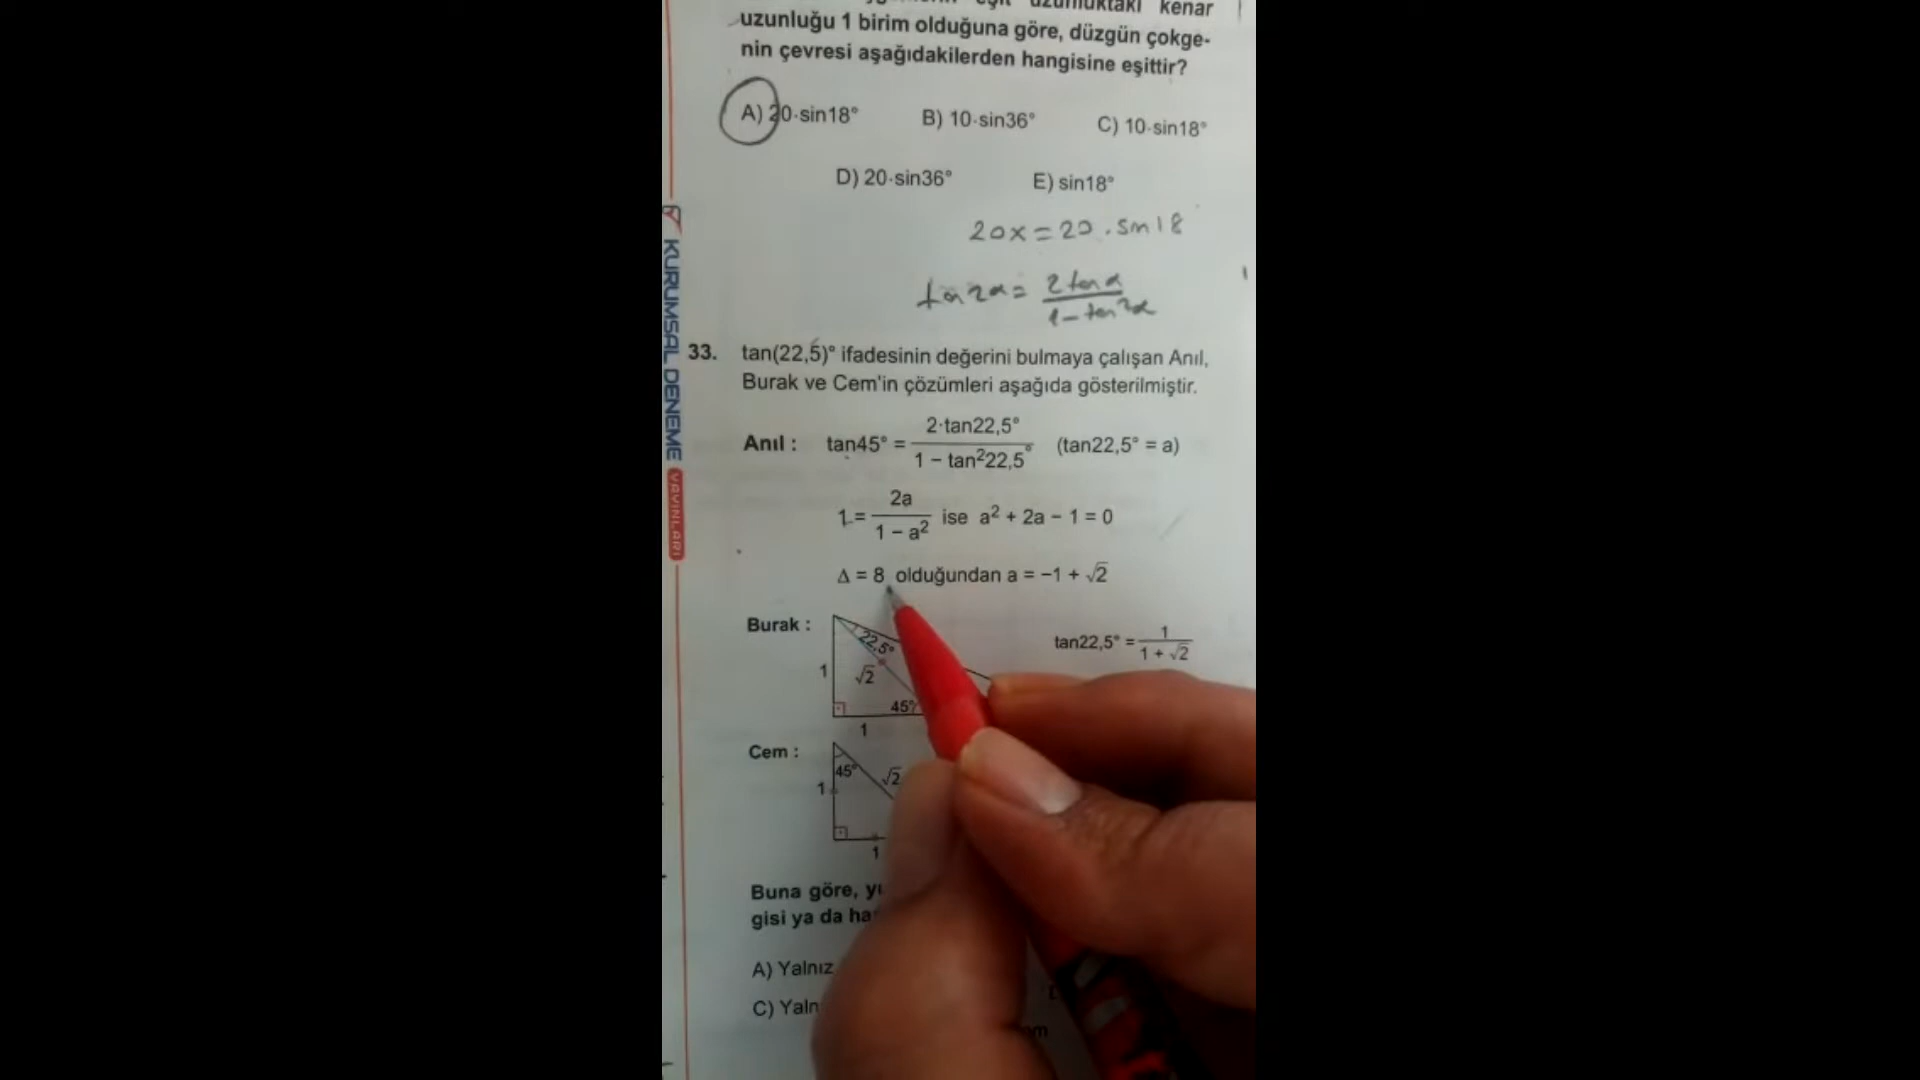 uzunluğu 1 birim olduğuna göre, düzgün çokge-
nin çevresi aşağıdakilerden hangisine eşittir?
A) 20·sin18° B) 10·sin36° C) 10·sin18°
D) 20·sin36° E) sin18°
20x = 20 . sin18
tan2α = 2tanα / 1 - tan²α
33. tan(22,5)° ifadesinin değerini bulmaya çalışan Anıl,
Burak ve Cem'in çözümleri aşağıda gösterilmiştir.
Anıl : tan45° = 2·tan22,5° / 1 − tan²22,5° (tan22,5° = a)
1 = 2a / 1 − a² ise a² + 2a − 1 = 0
Δ = 8 olduğundan a = −1 + √2
Burak : 22,5° tan22,5° = 1 / 1 + √2
1 √2
45°
1
Cem :
45° √2
1
1
Buna göre,
gisi ya da
A) Yalnız
C)
KURUMSAL DENEME YAYINLARI